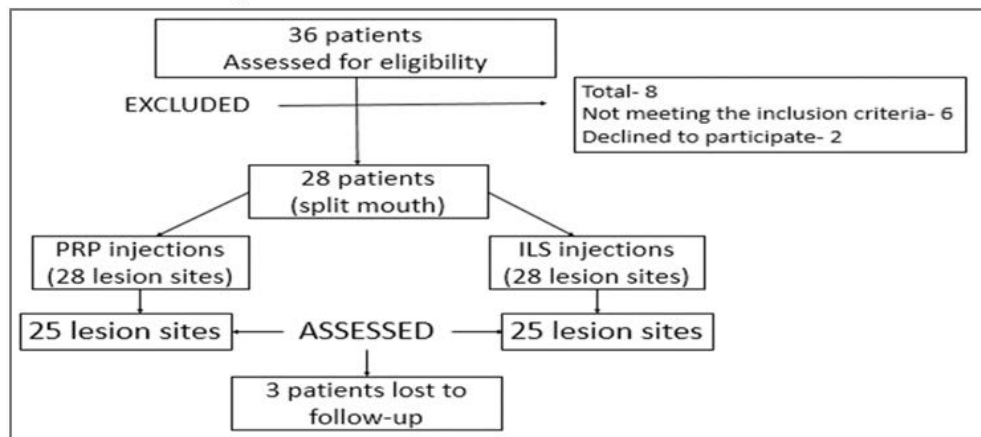 36 patients
Assessed for eligibility
EXCLUDED
Total- 8
Not meeting the inclusion criteria- 6
Declined to participate- 2
28 patients
(split mouth)
PRP injections
(28 lesion sites)
ILS injections
(28 lesion sites)
25 lesion sites
ASSESSED
25 lesion sites
3 patients lost to
follow-up